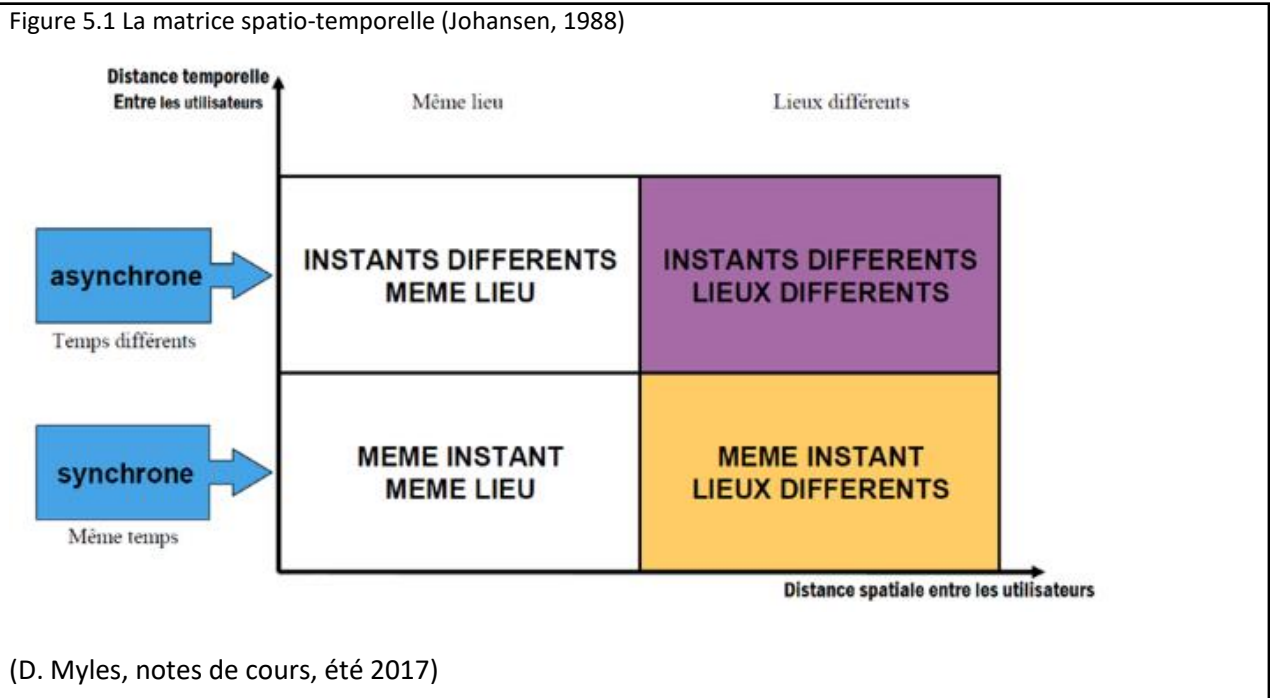 Figure 5.1 La matrice spatio-temporelle (Johansen, 1988)
Distance temporelle
Entre les utilisateurs
Même lieu
Lieux différents
asynchrone
Temps différents
INSTANTS DIFFERENTS
MEME LIEU
INSTANTS DIFFERENTS
LIEUX DIFFERENTS
synchrone
Même temps
MEME INSTANT
MEME LIEU
MEME INSTANT
LIEUX DIFFERENTS
Distance spatiale entre les utilisateurs
(D. Myles, notes de cours, été 2017)